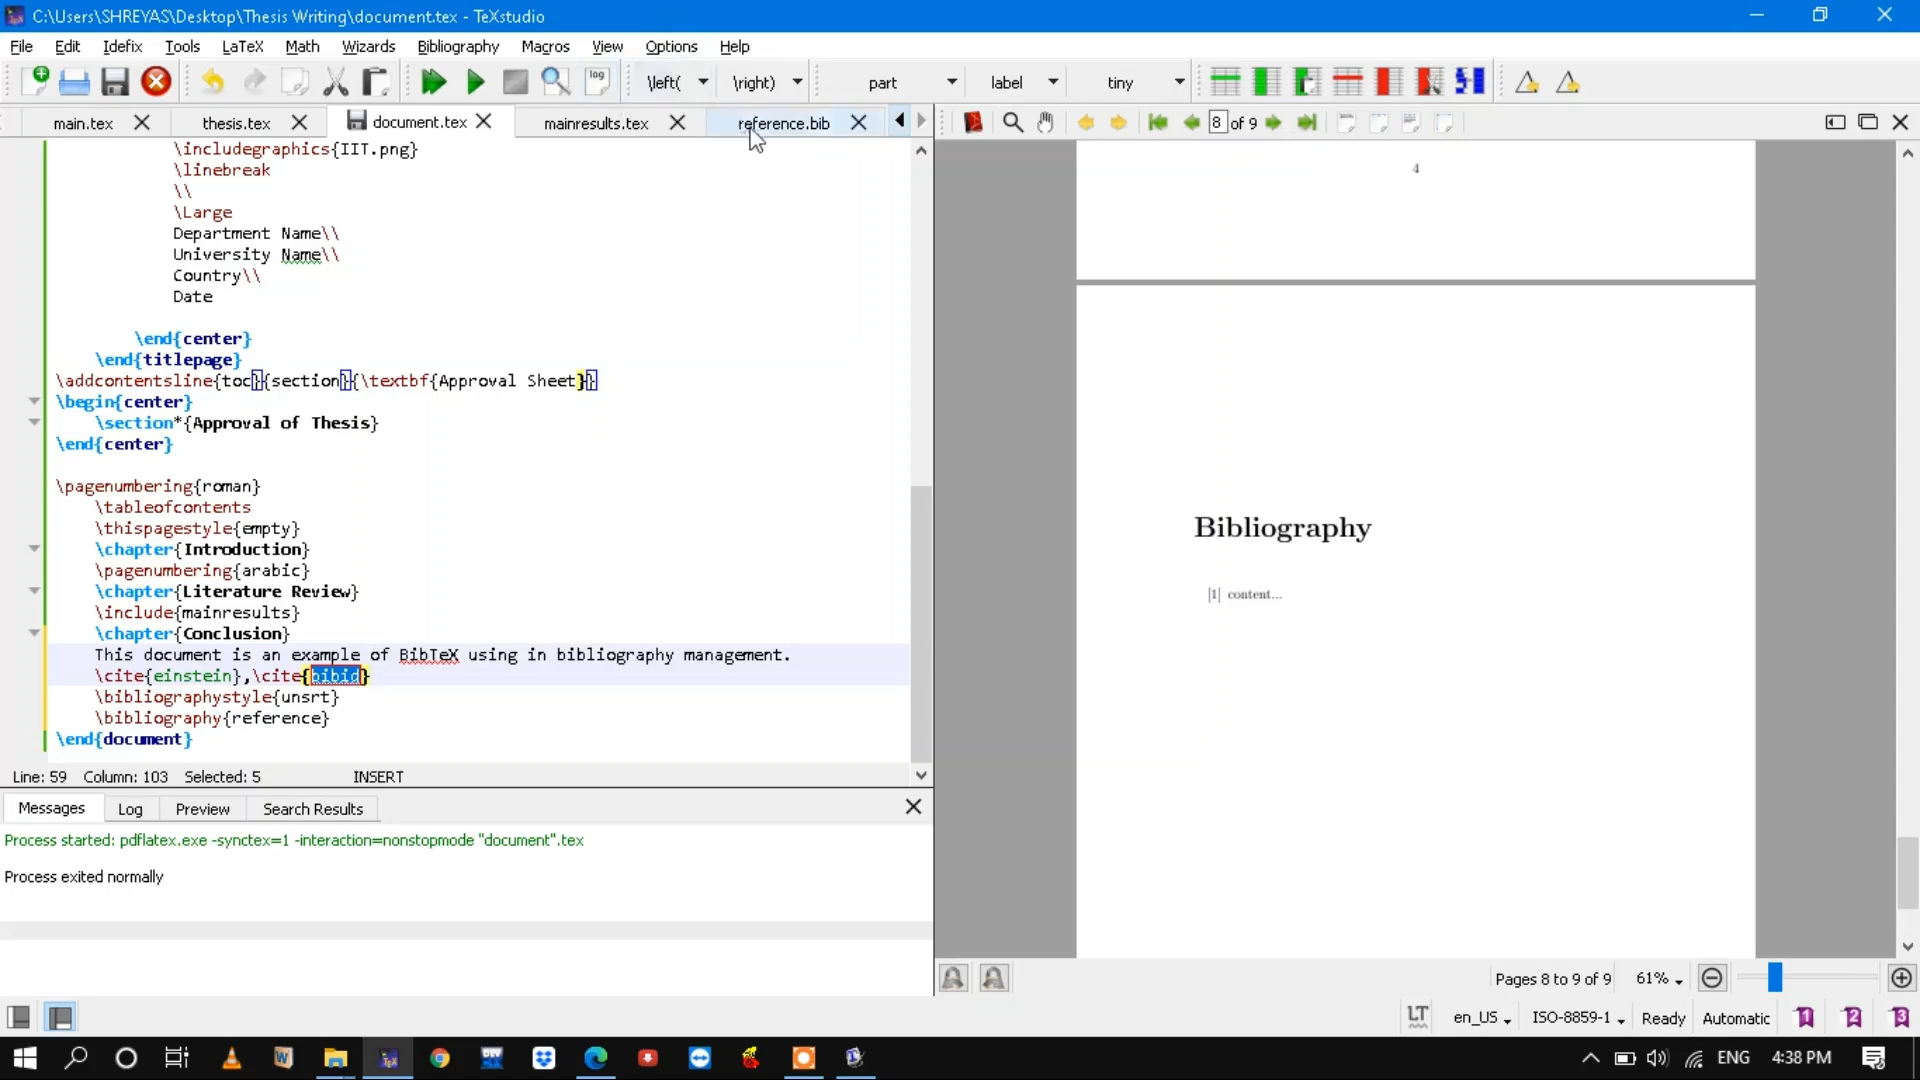 C:\Users\SHREYAS\Desktop\Thesis Writing\document.tex - TeXstudio
File Edit Idefix Tools LaTeX Math Wizards Bibliography Macros View Options Help
log \left( \right) part label tiny
main.tex thesis.tex document.tex mainresults.tex reference.bib
8 of 9
\includegraphics{IIT.png}
\linebreak
\\
\Large
Department Name\\
University Name\\
Country\\
Date
\end{center}
\end{titlepage}
\addcontentsline{toc}{section}{\textbf{Approval Sheet}}
\begin{center}
\section*{Approval of Thesis}
\end{center}
\pagenumbering{roman}
\tableofcontents
\thispagestyle{empty}
\chapter{Introduction}
\pagenumbering{arabic}
\chapter{Literature Review}
\include{mainresults}
\chapter{Conclusion}
This document is an example of BibTeX using in bibliography management.
\cite{einstein},\cite{bibid}
\bibliographystyle{unsrt}
\bibliography{reference}
\end{document}
Line: 59 Column: 103 Selected: 5 INSERT
Messages Log Preview Search Results
Process started: pdflatex.exe -synctex=1 -interaction=nonstopmode "document".tex
Process exited normally
4
Bibliography
[1] content...
Pages 8 to 9 of 9 61%
LT en_US ISO-8859-1 Ready Automatic 1 2 3
ENG 4:38 PM